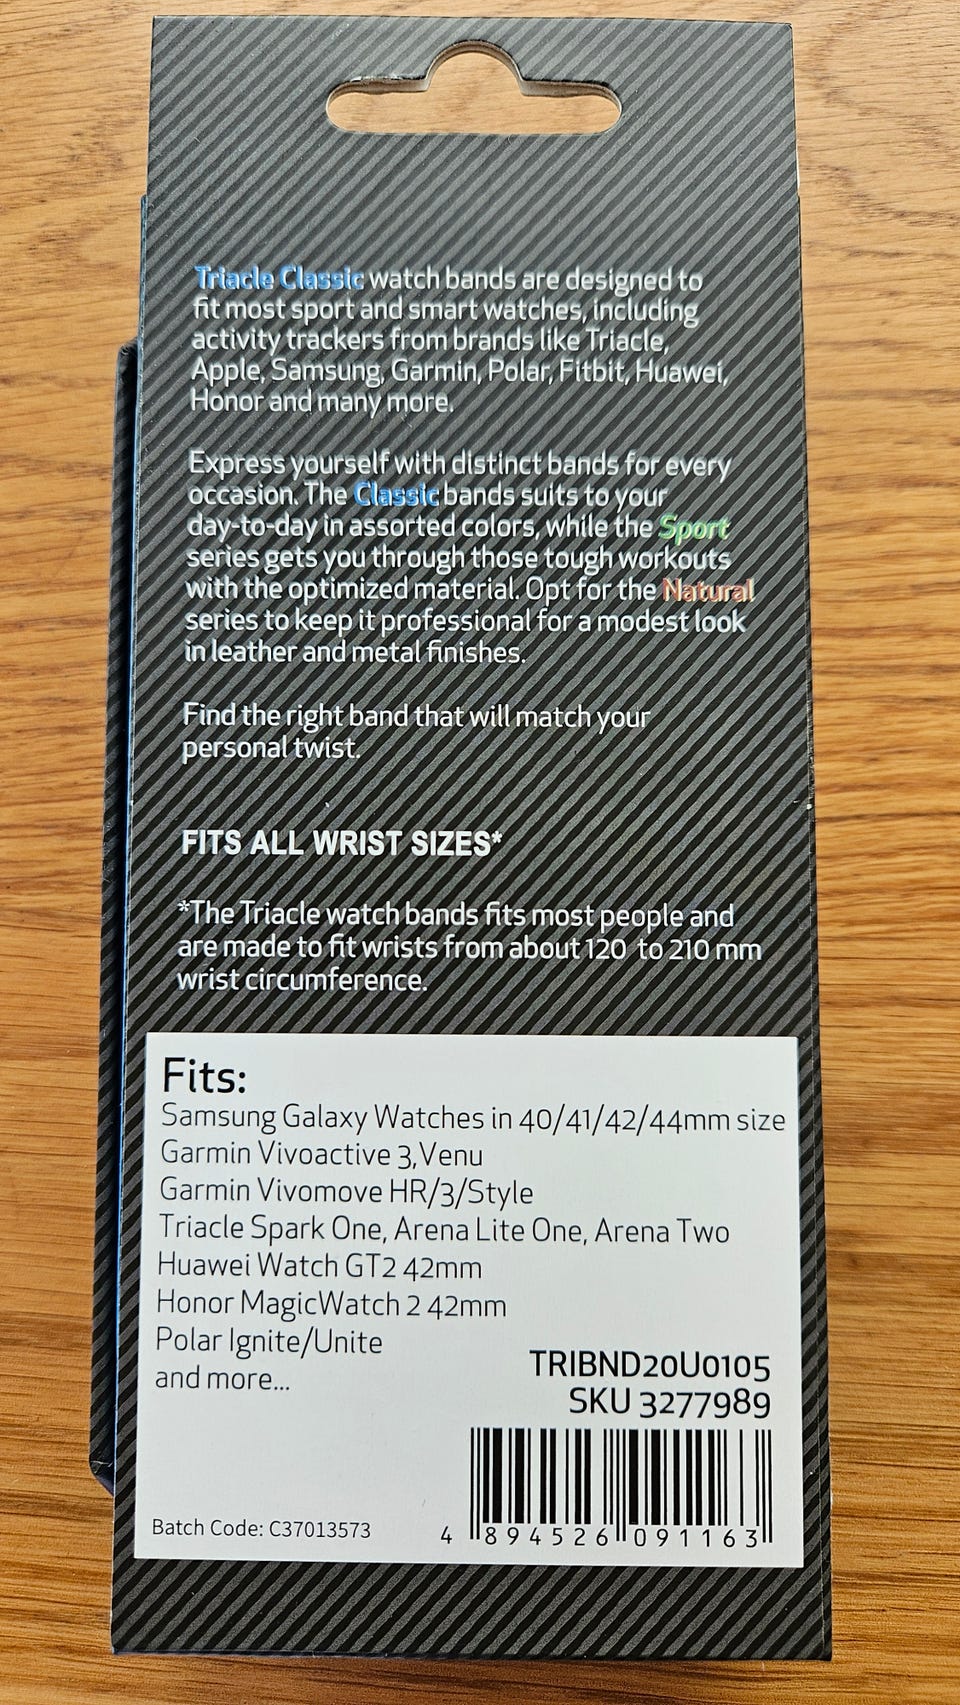 Triacle Classic watch bands are designed to
fit most sport and smart watches, including
activity trackers from brands like Triacle,
Apple, Samsung, Garmin, Polar, Fitbit, Huawei,
Honor and many more.
Express yourself with distinct bands for every
occasion. The Classic bands suits to your
day-to-day in assorted colors, while the Sport
series gets you through those tough workouts
with the optimized material. Opt for the Natural
series to keep it professional for a modest look
in leather and metal finishes.
Find the right band that will match your
personal twist.
FITS ALL WRIST SIZES*
*The Triacle watch bands fits most people and
are made to fit wrists from about 120 to 210 mm
wrist circumference.
Fits:
Samsung Galaxy Watches in 40/41/42/44mm size
Garmin Vivoactive 3,Venu
Garmin Vivomove HR/3/Style
Triacle Spark One, Arena Lite One, Arena Two
Huawei Watch GT2 42mm
Honor MagicWatch 2 42mm
Polar Ignite/Unite
and more...
TRIBND20U0105
SKU 3277989
Batch Code: C37013573
4 894526 091163